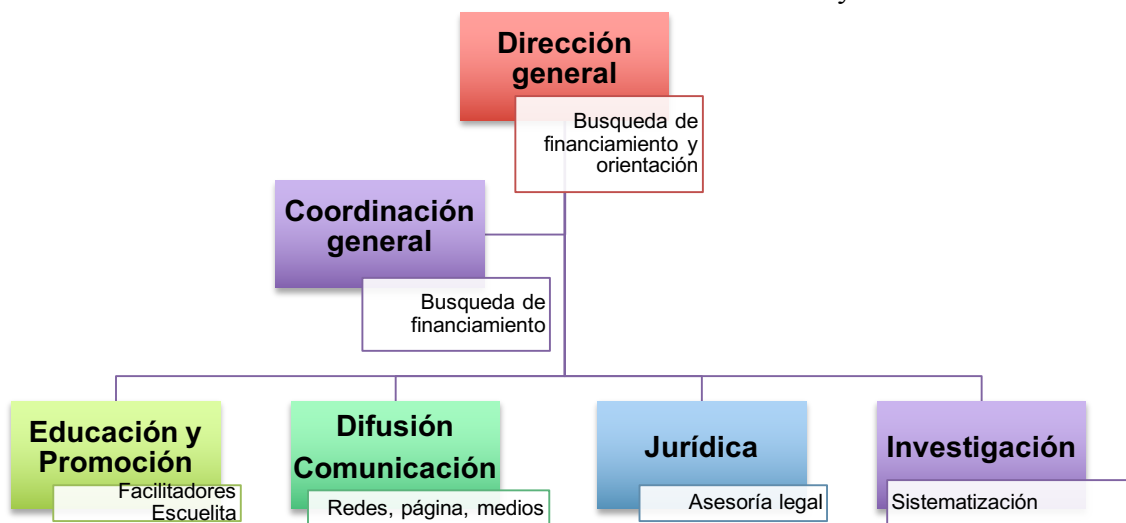 Dirección
general
Busqueda de
financiamiento y
orientación
Coordinación
general
Busqueda de
financiamiento
Educación y
Promoción
Facilitadores
Escuelita
Difusión
Comunicación
Redes, página, medios
Jurídica
Asesoría legal
Investigación
Sistematización